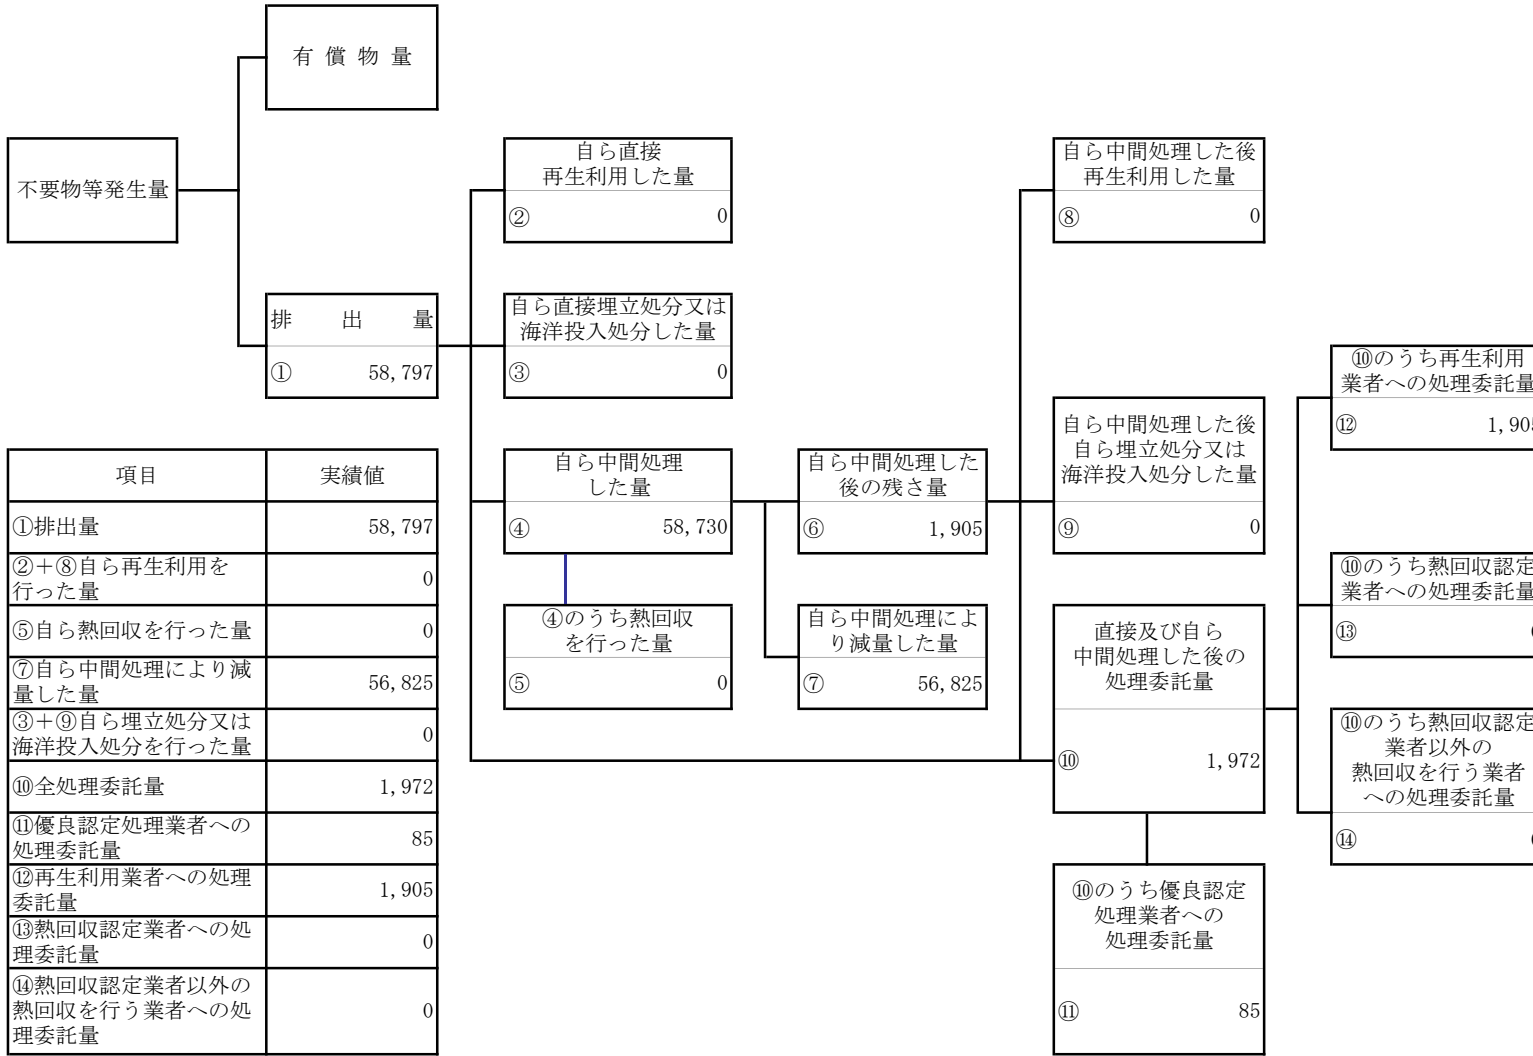 有 償 物 量
不要物等発生量
排 出 量
① 58,797
自ら直接
再生利用した量
② 0
自ら直接埋立処分又は
海洋投入処分した量
③ 0
自ら中間処理
した量
④ 58,730
④のうち熱回収
を行った量
⑤ 0
自ら中間処理した
後の残さ量
⑥ 1,905
自ら中間処理によ
り減量した量
⑦ 56,825
自ら中間処理した後
再生利用した量
⑧ 0
自ら中間処理した後
自ら埋立処分又は
海洋投入処分した量
⑨ 0
直接及び自ら
中間処理した後の
処理委託量
⑩ 1,972
⑩のうち優良認定
処理業者への
処理委託量
⑪ 85
⑩のうち再生利用
業者への処理委託量
⑫ 1,905
⑩のうち熱回収認定
業者への処理委託量
⑬
⑩のうち熱回収認定
業者以外の
熱回収を行う業者
への処理委託量
⑭
項目 実績値
①排出量 58,797
②＋⑧自ら再生利用を
行った量 0
⑤自ら熱回収を行った量 0
⑦自ら中間処理により減
量した量 56,825
③＋⑨自ら埋立処分又は
海洋投入処分を行った量 0
⑩全処理委託量 1,972
⑪優良認定処理業者への
処理委託量 85
⑫再生利用業者への処理
委託量 1,905
⑬熱回収認定業者への処
理委託量 0
⑭熱回収認定業者以外の
熱回収を行う業者への処
理委託量 0